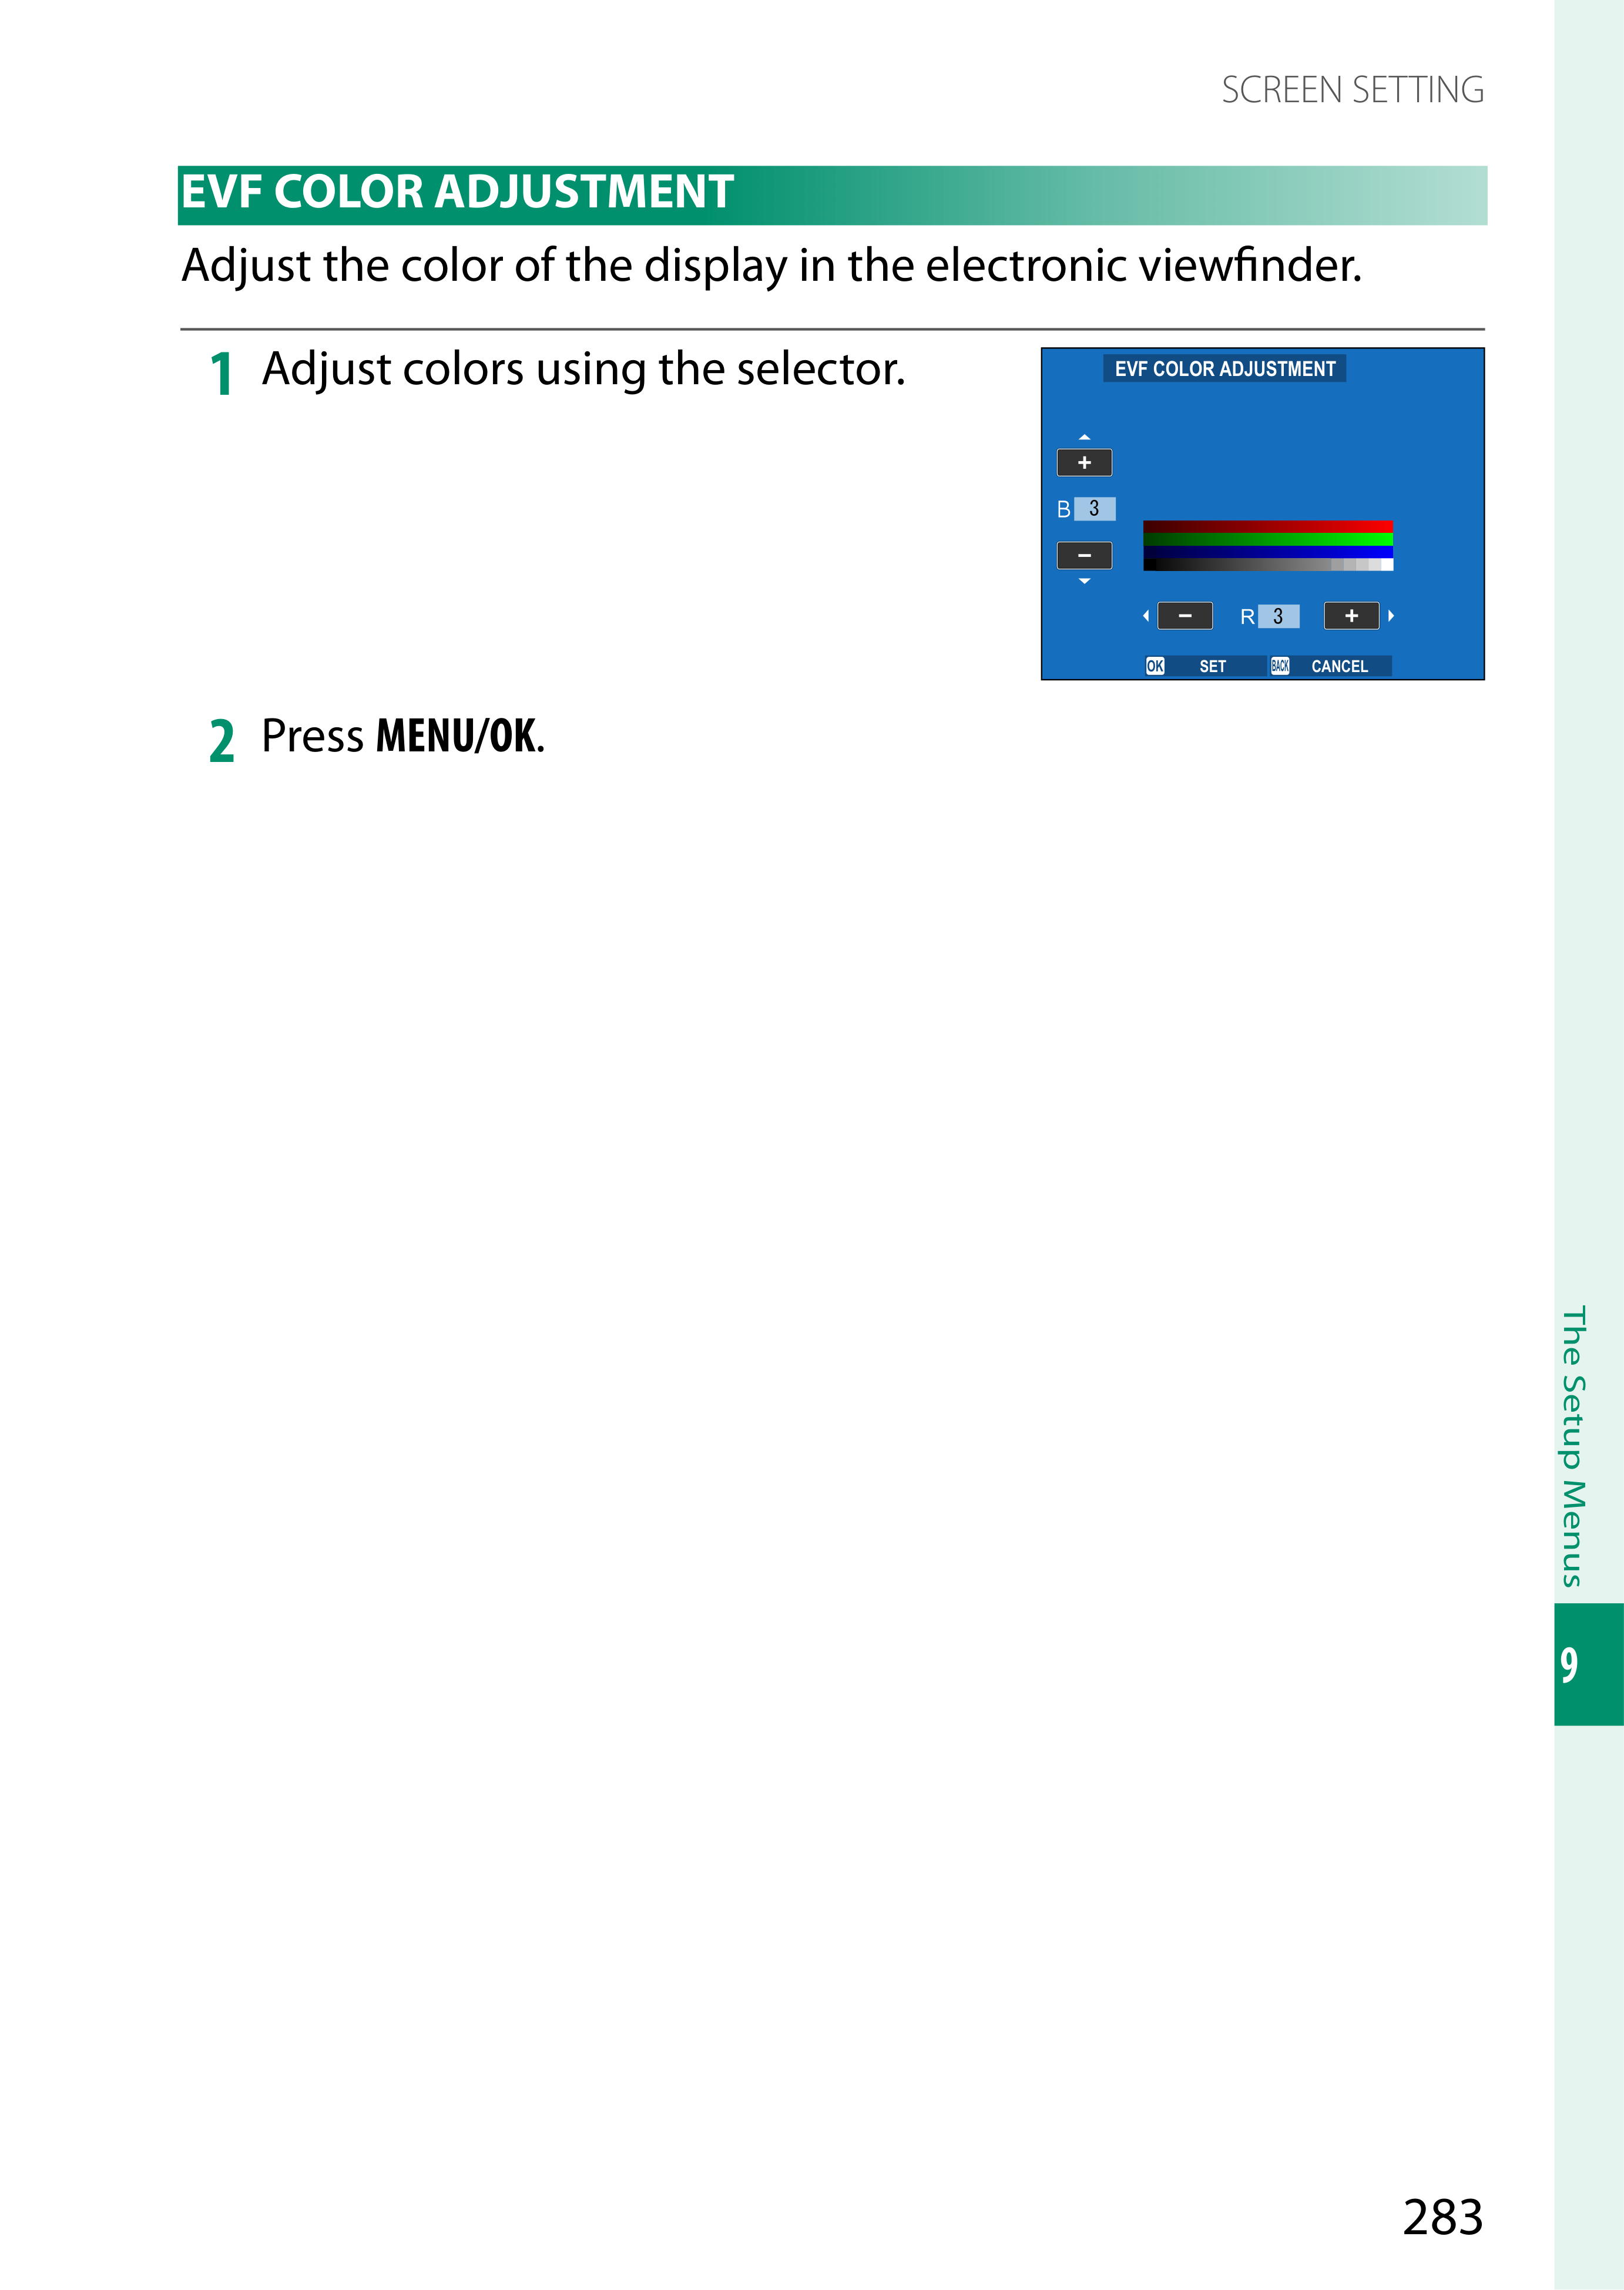 SCREEN SETTING
EVF COLOR ADJUSTMENT
Adjust the color of the display in the electronic viewfinder.
1 Adjust colors using the selector.
EVF COLOR ADJUSTMENT
+
B 3
−
− R 3 +
OK SET BACK CANCEL
2 Press MENU/OK.
The Setup Menus
9
283